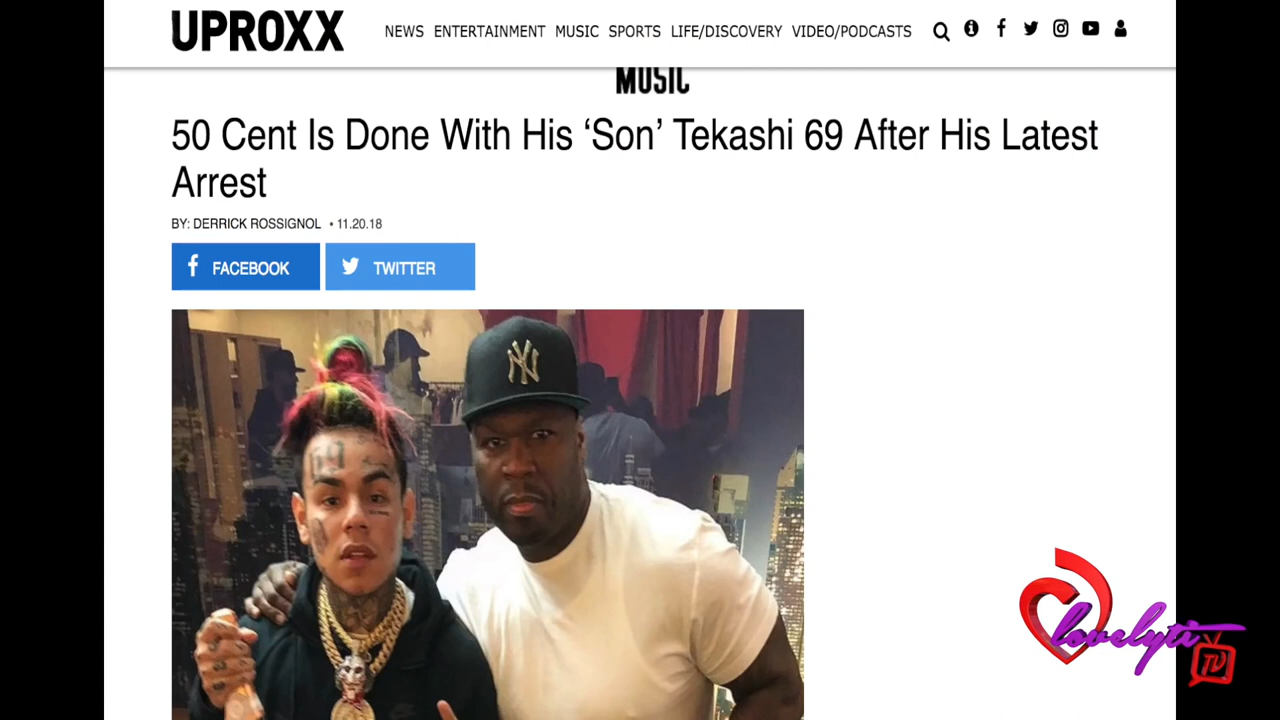 UPROXX
NEWS ENTERTAINMENT MUSIC SPORTS LIFE/DISCOVERY VIDEO/PODCASTS
MUSIC
50 Cent Is Done With His ‘Son’ Tekashi 69 After His Latest
Arrest
BY: DERRICK ROSSIGNOL • 11.20.18
FACEBOOK TWITTER
NY
lovelyti
TV